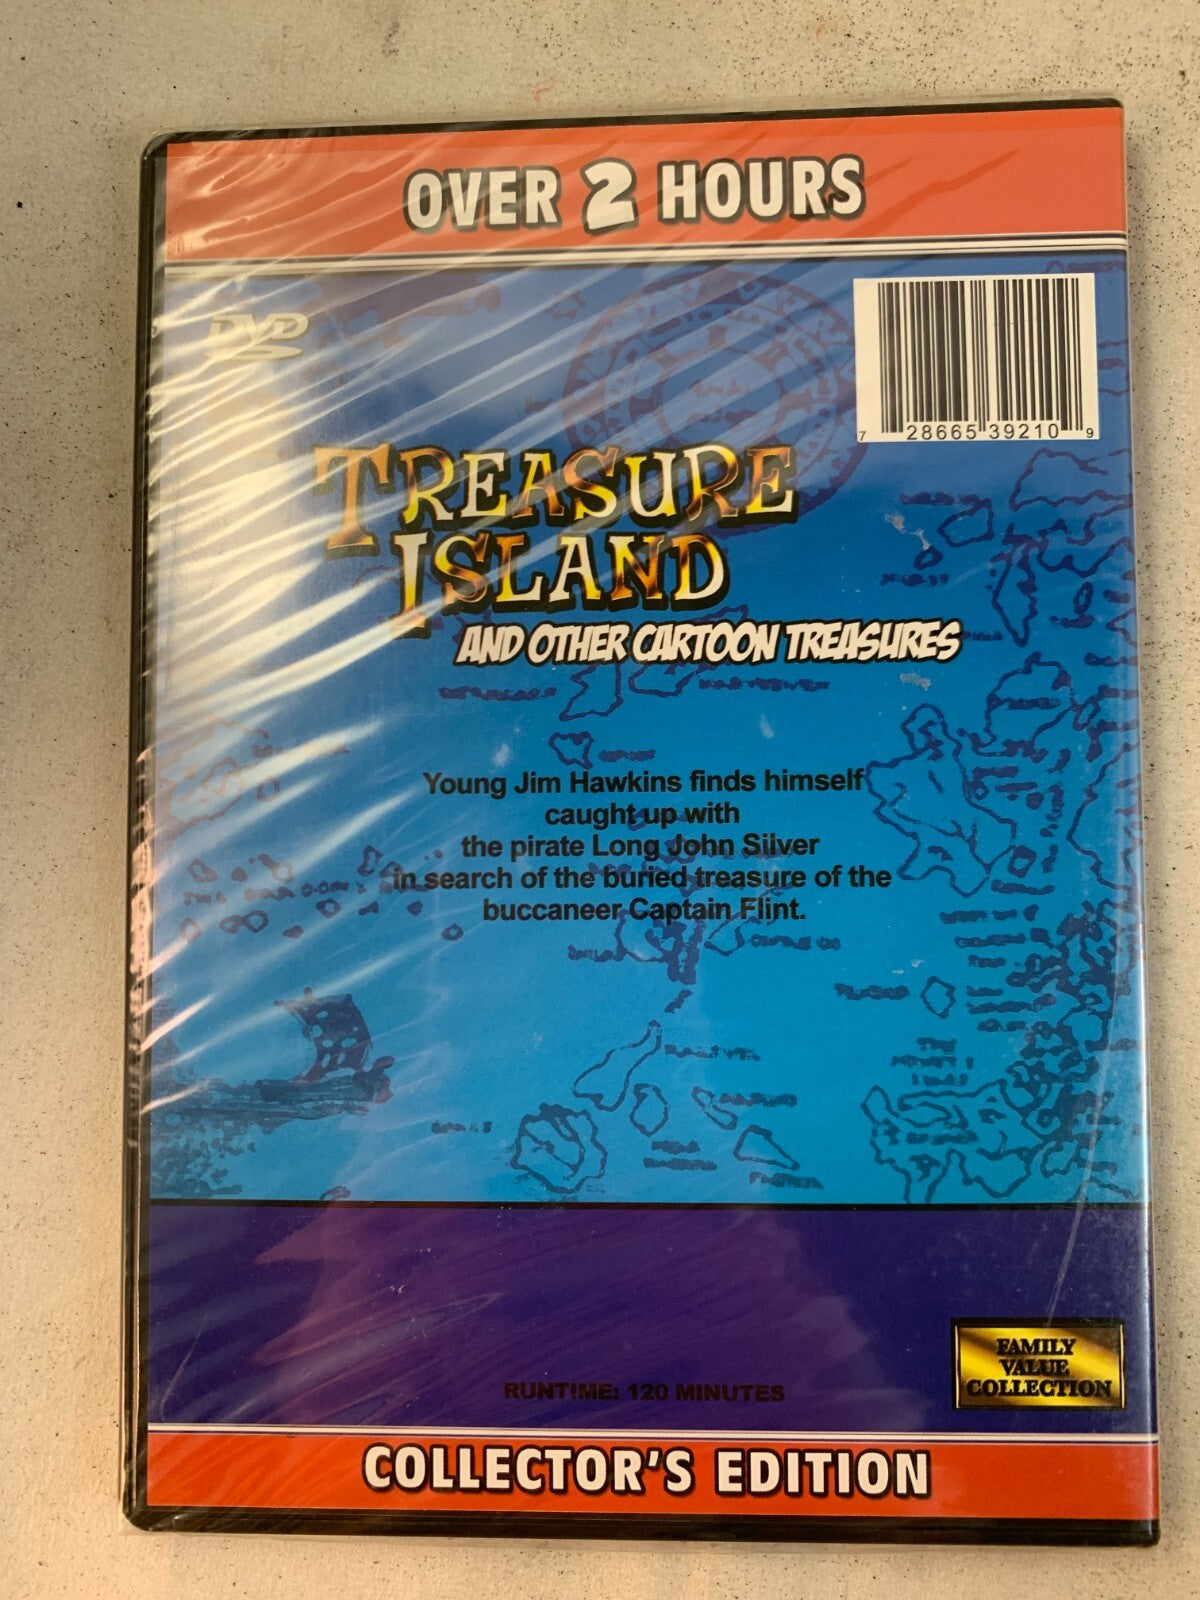 OVER 2 HOURS
DVD
7 28665 39210 9
TREASURE
ISLAND
AND OTHER CARTOON TREASURES
Young Jim Hawkins finds himself
caught up with
the pirate Long John Silver
in search of the buried treasure of the
buccaneer Captain Flint.
FAMILY
VALUE
COLLECTION
RUNTIME: 120 MINUTES
COLLECTOR'S EDITION